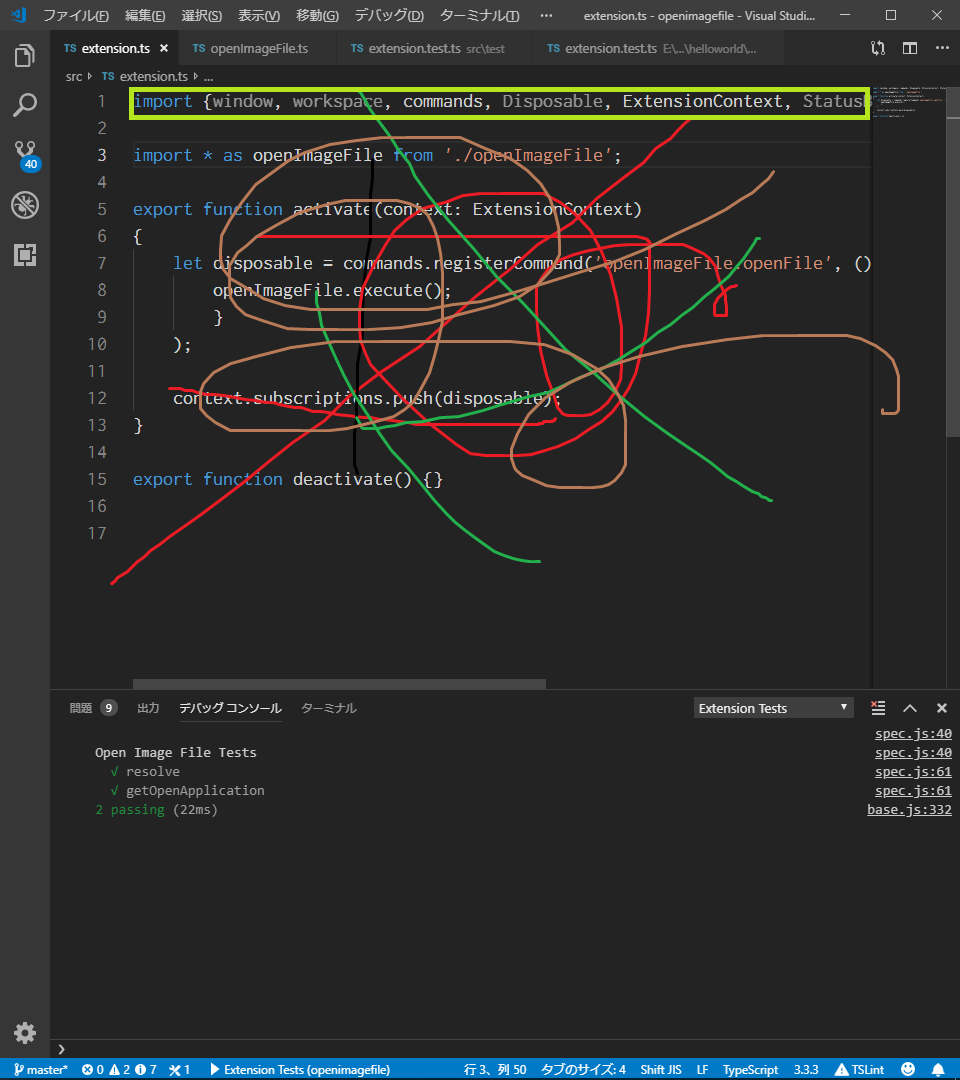 ファイル(F) 編集(E) 選択(S) 表示(V) 移動(G) デバッグ(D) ターミナル(T) ··· extension.ts - openimagefile - Visual Studi...
TS extension.ts × TS openImageFile.ts TS extension.test.ts src\test TS extension.test.ts E:\...\helloworld\...
src › TS extension.ts › ...
1 import {window, workspace, commands, Disposable, ExtensionContext, Status
2
3 import * as openImageFile from './openImageFile';
4
5 export function activate(context: ExtensionContext)
6 {
7 let disposable = commands.registerCommand('openImageFile.openFile', ()
8 openImageFile.execute();
9 }
10 );
11
12 context.subscriptions.push(disposable);
13 }
14
15 export function deactivate() {}
16
17
40
問題 9 出力 デバッグ コンソール ターミナル Extension Tests
spec.js:40
Open Image File Tests spec.js:40
√ resolve spec.js:61
√ getOpenApplication spec.js:61
2 passing (22ms) base.js:332
master* 0 2 7 1 Extension Tests (openimagefile) 行 3、列 50 タブのサイズ: 4 Shift JIS LF TypeScript 3.3.3 TSLint